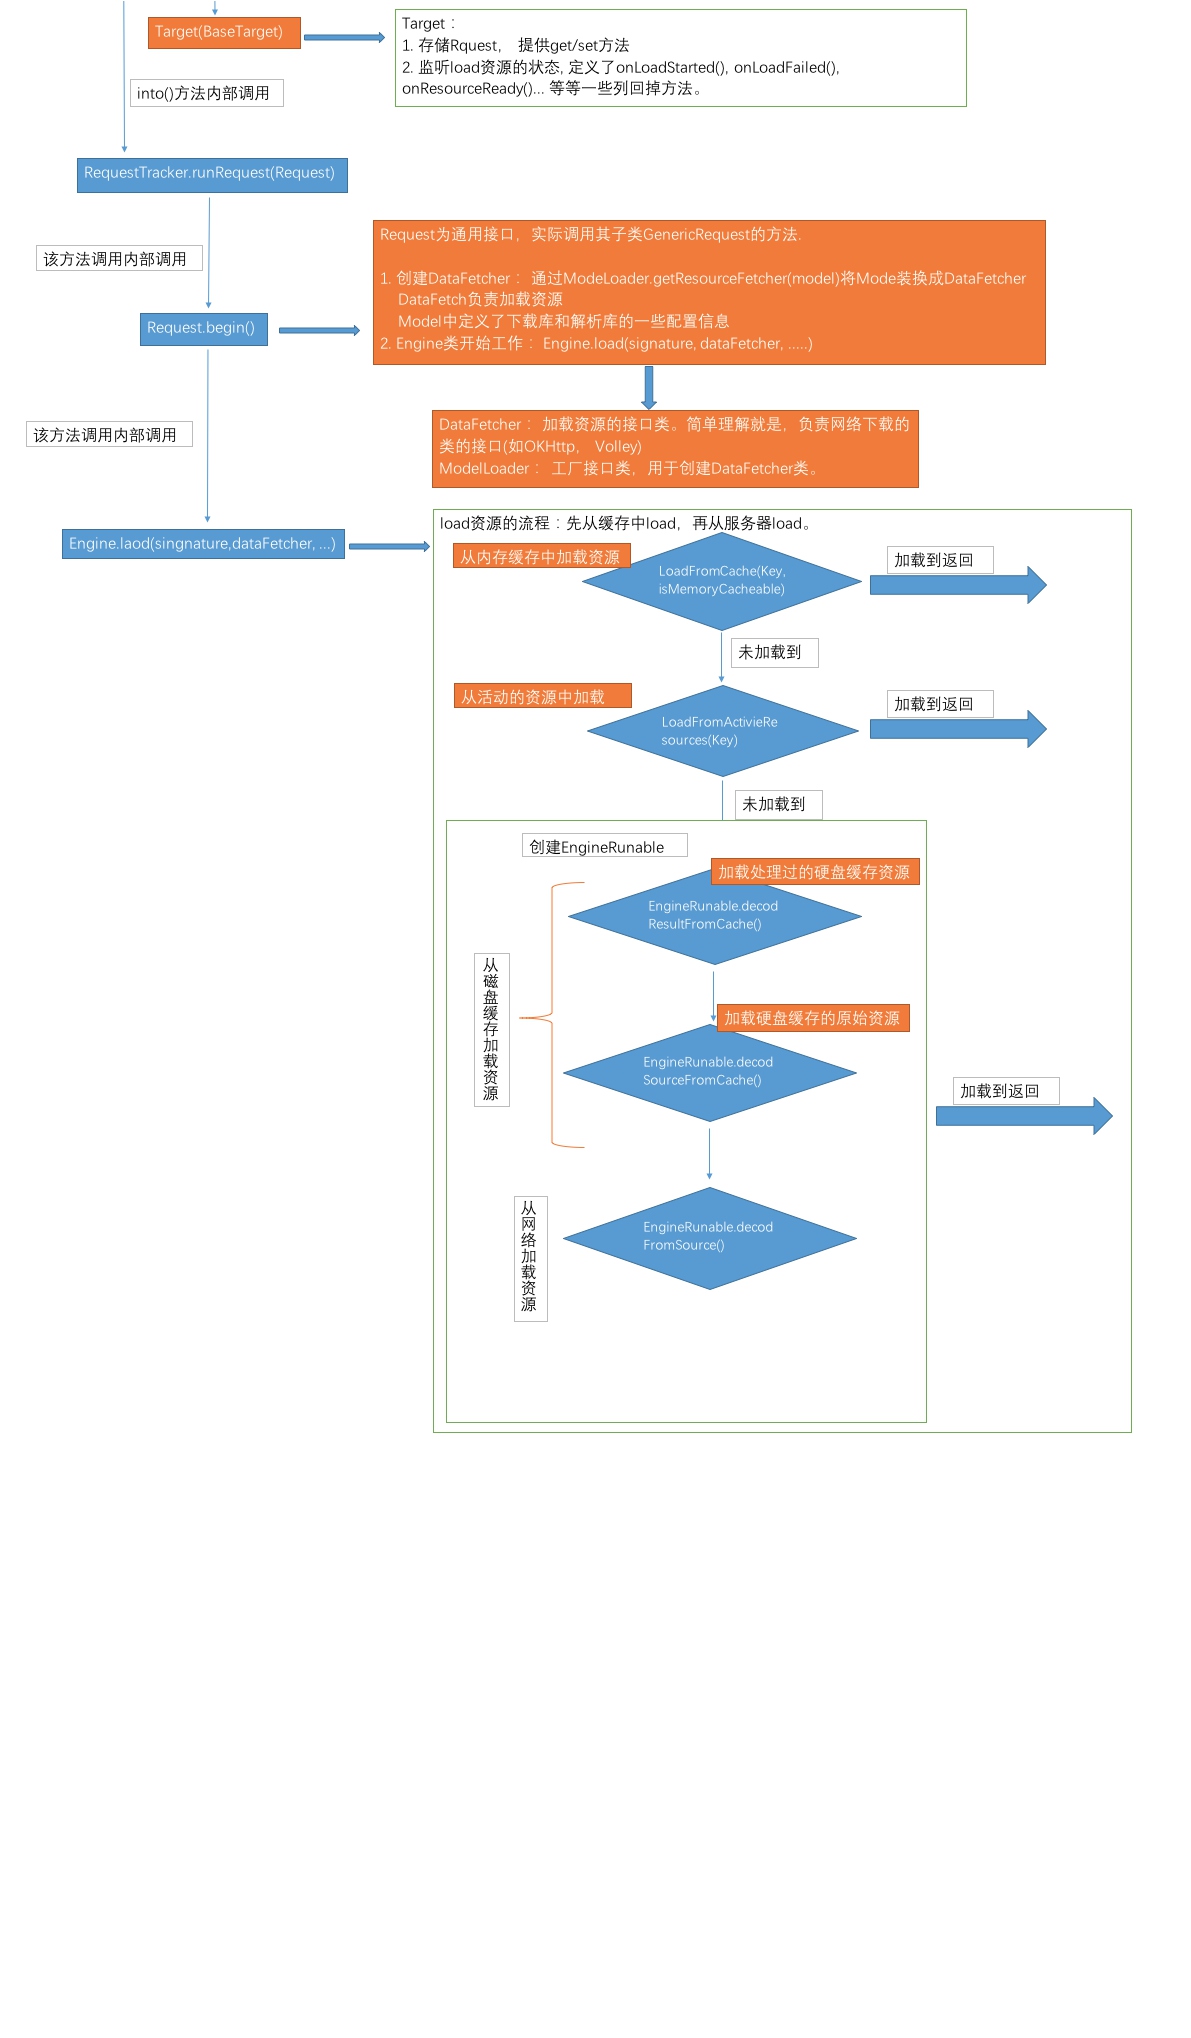 Target(BaseTarget)
Target：
1. 存储Rquest， 提供get/set方法
2. 监听load资源的状态, 定义了onLoadStarted(), onLoadFailed(),
onResourceReady()... 等等一些列回掉方法。
into()方法内部调用
RequestTracker.runRequest(Request)
该方法调用内部调用
Request为通用接口，实际调用其子类GenericRequest的方法.
1. 创建DataFetcher： 通过ModeLoader.getResourceFetcher(model)将Mode装换成DataFetcher
DataFetch负责加载资源
Model中定义了下载库和解析库的一些配置信息
2. Engine类开始工作： Engine.load(signature, dataFetcher, .....)
Request.begin()
该方法调用内部调用
DataFetcher： 加载资源的接口类。简单理解就是，负责网络下载的
类的接口(如OKHttp， Volley)
ModelLoader： 工厂接口类，用于创建DataFetcher类。
Engine.laod(singnature,dataFetcher, ...)
load资源的流程：先从缓存中load，再从服务器load。
从内存缓存中加载资源
LoadFromCache(Key,
isMemoryCacheable)
加载到返回
未加载到
从活动的资源中加载
LoadFromActivieRe
sources(Key)
加载到返回
未加载到
创建EngineRunable
加载处理过的硬盘缓存资源
EngineRunable.decod
ResultFromCache()
从磁盘缓存加载资源
加载硬盘缓存的原始资源
EngineRunable.decod
SourceFromCache()
加载到返回
从网络加载资源
EngineRunable.decod
FromSource()